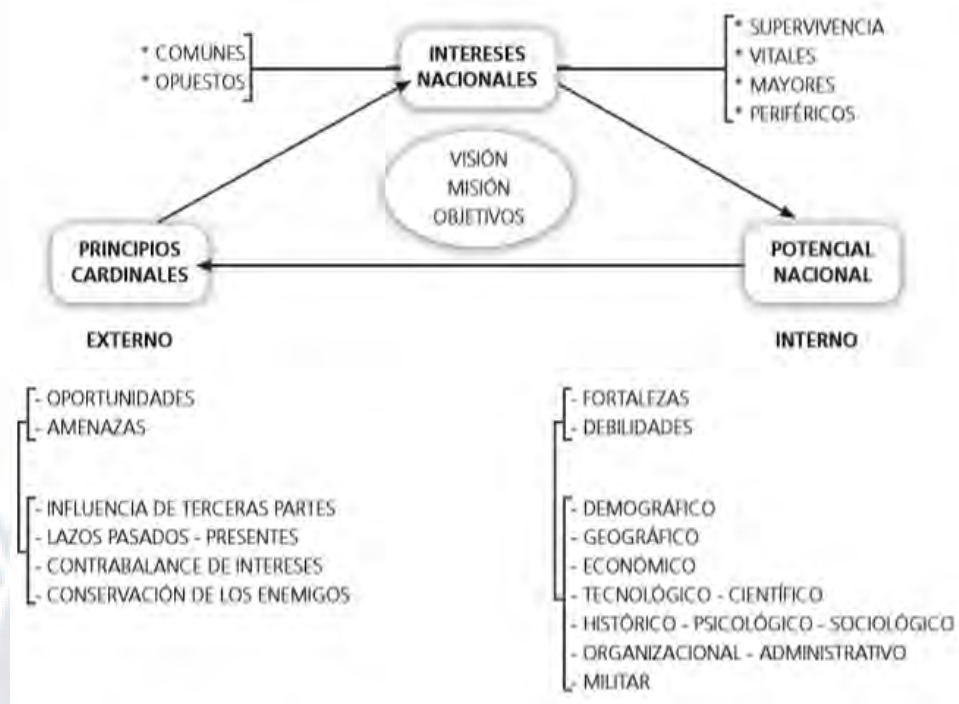 * COMUNES
* OPUESTOS
INTERESES
NACIONALES
* SUPERVIVENCIA
* VITALES
* MAYORES
* PERIFÉRICOS
VISIÓN
MISIÓN
OBJETIVOS
PRINCIPIOS
CARDINALES
POTENCIAL
NACIONAL
EXTERNO
- OPORTUNIDADES
- AMENAZAS
- INFLUENCIA DE TERCERAS PARTES
- LAZOS PASADOS - PRESENTES
- CONTRABALANCE DE INTERESES
- CONSERVACIÓN DE LOS ENEMIGOS
INTERNO
- FORTALEZAS
- DEBILIDADES
- DEMOGRÁFICO
- GEOGRÁFICO
- ECONÓMICO
- TECNOLÓGICO - CIENTÍFICO
- HISTÓRICO - PSICOLÓGICO - SOCIOLÓGICO
- ORGANIZACIONAL - ADMINISTRATIVO
- MILITAR